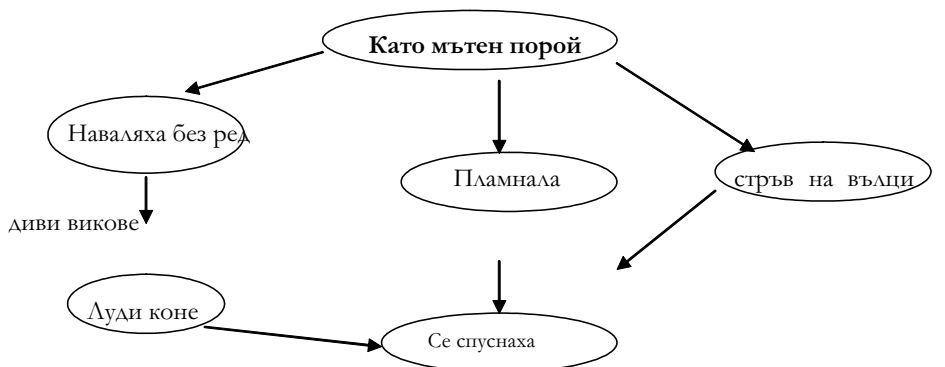 Като мътен порой
Наваляха без ред
Пламнала
стръв на вълци
диви викове
Луди коне
Се спуснаха